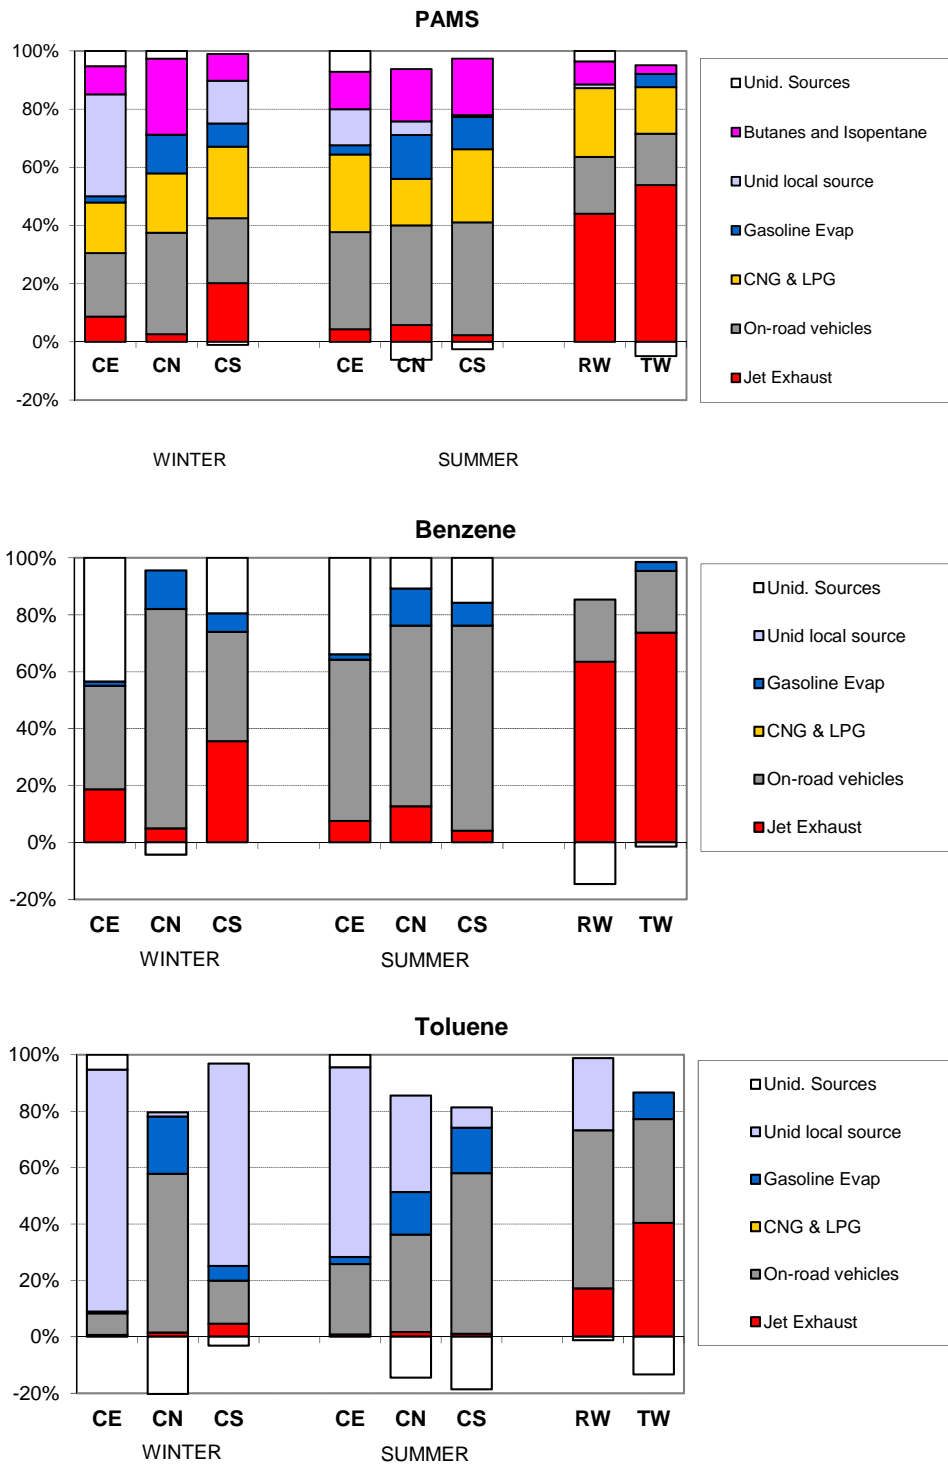 PAMS
100%
80%
60%
40%
20%
0%
-20%
CE CN CS CE CN CS RW TW
WINTER SUMMER
Unid. Sources
Butanes and Isopentane
Unid local source
Gasoline Evap
CNG & LPG
On-road vehicles
Jet Exhaust
Benzene
100%
80%
60%
40%
20%
0%
-20%
CE CN CS CE CN CS RW TW
WINTER SUMMER
Unid. Sources
Unid local source
Gasoline Evap
CNG & LPG
On-road vehicles
Jet Exhaust
Toluene
100%
80%
60%
40%
20%
0%
-20%
CE CN CS CE CN CS RW TW
WINTER SUMMER
Unid. Sources
Unid local source
Gasoline Evap
CNG & LPG
On-road vehicles
Jet Exhaust